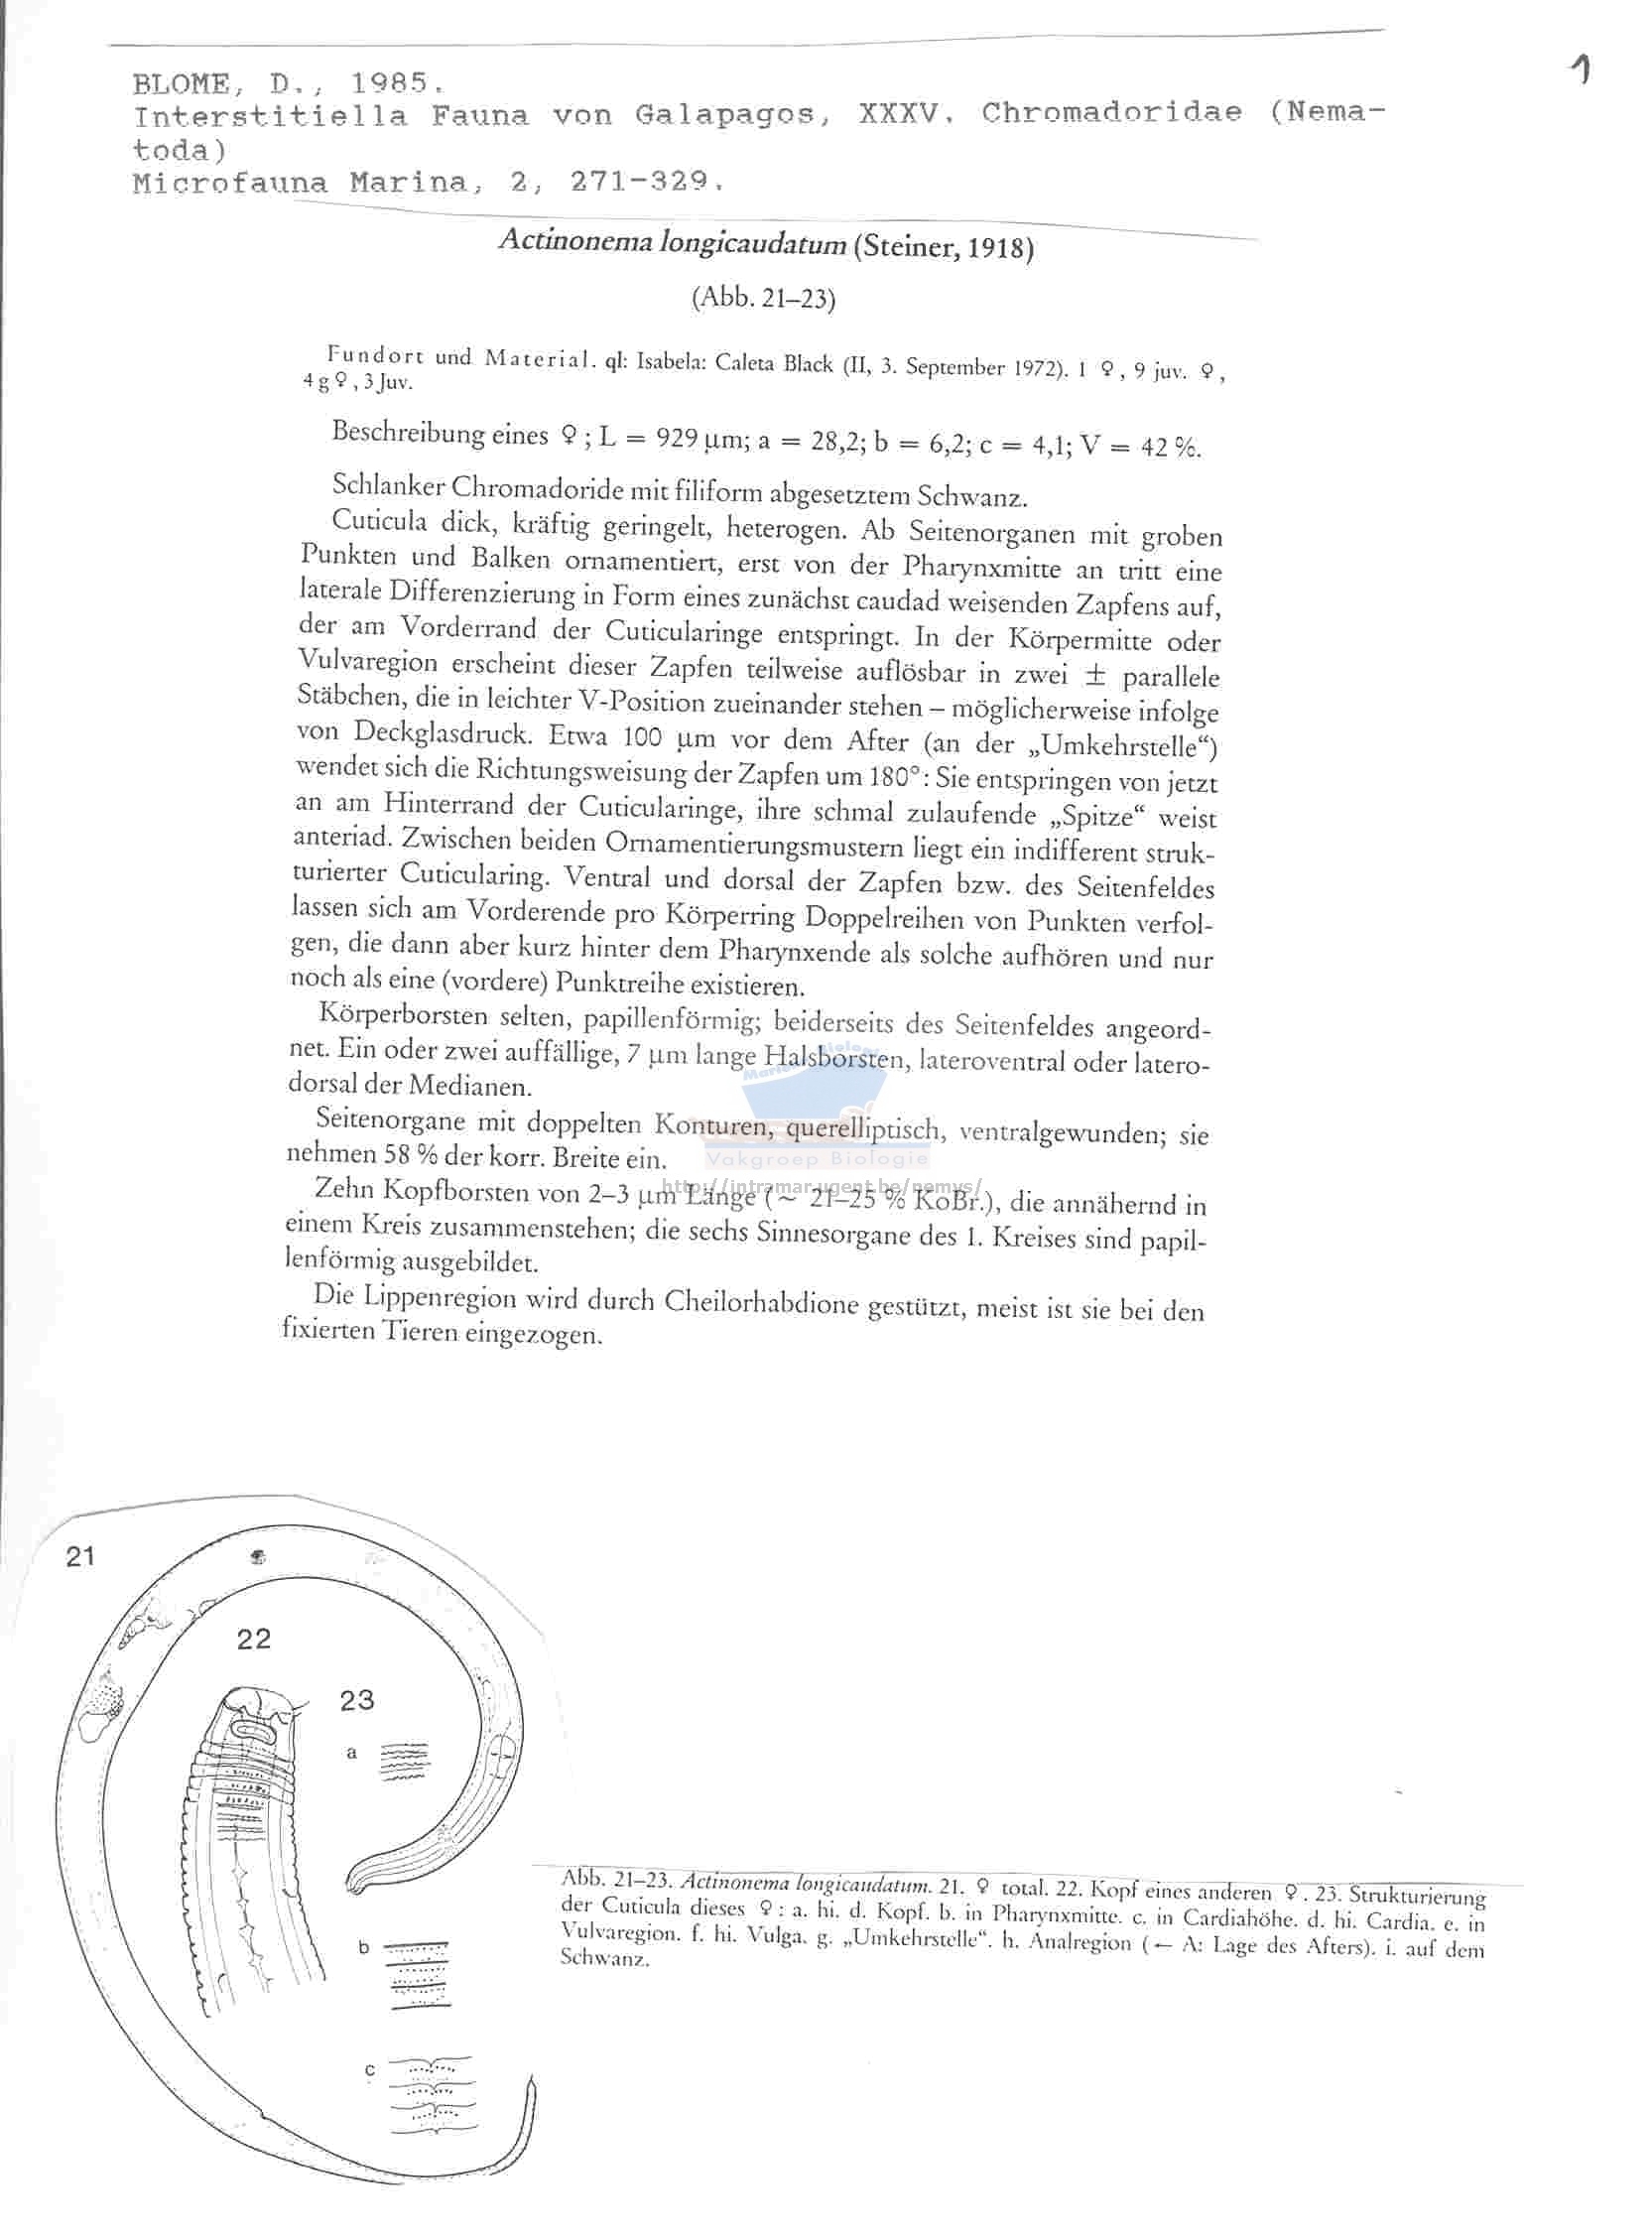 1
BLOME, D., 1985.
Interstitiella Fauna von Galapagos, XXXV. Chromadoridae (Nema-
toda)
Microfauna Marina, 2, 271-329.
Actinonema longicaudatum (Steiner, 1918)
(Abb. 21–23)
Fundort und Material. ql: Isabela: Caleta Black (II, 3. September 1972). 1 ♀, 9 juv. ♀,
4 g ♀, 3 Juv.
Beschreibung eines ♀; L = 929 µm; a = 28,2; b = 6,2; c = 4,1; V = 42 %.
Schlanker Chromadoride mit filiform abgesetztem Schwanz.
Cuticula dick, kräftig geringelt, heterogen. Ab Seitenorganen mit groben
Punkten und Balken ornamentiert, erst von der Pharynxmitte an tritt eine
laterale Differenzierung in Form eines zunächst caudad weisenden Zapfens auf,
der am Vorderrand der Cuticularinge entspringt. In der Körpermitte oder
Vulvaregion erscheint dieser Zapfen teilweise auflösbar in zwei ± parallele
Stäbchen, die in leichter V-Position zueinander stehen – möglicherweise infolge
von Deckglasdruck. Etwa 100 µm vor dem After (an der „Umkehrstelle“)
wendet sich die Richtungsweisung der Zapfen um 180°: Sie entspringen von jetzt
an am Hinterrand der Cuticularinge, ihre schmal zulaufende „Spitze“ weist
anteriad. Zwischen beiden Ornamentierungsmustern liegt ein indifferent struk-
turierter Cuticularing. Ventral und dorsal der Zapfen bzw. des Seitenfeldes
lassen sich am Vorderende pro Körperring Doppelreihen von Punkten verfol-
gen, die dann aber kurz hinter dem Pharynxende als solche aufhören und nur
noch als eine (vordere) Punktreihe existieren.
Körperborsten selten, papillenförmig; beiderseits des Seitenfeldes angeord-
net. Ein oder zwei auffällige, 7 µm lange Halsborsten, lateroventral oder latero-
dorsal der Medianen.
Seitenorgane mit doppelten Konturen, querelliptisch, ventralgewunden; sie
nehmen 58 % der korr. Breite ein.
Zehn Kopfborsten von 2–3 µm Länge (~ 21–25 % KoBr.), die annähernd in
einem Kreis zusammenstehen; die sechs Sinnesorgane des 1. Kreises sind papil-
lenförmig ausgebildet.
Die Lippenregion wird durch Cheilorhabdione gestützt, meist ist sie bei den
fixierten Tieren eingezogen.
Marine Biology
Vakgroep Biologie
http://intramar.ugent.be/nemys/
21
22
23
a
b
c
Abb. 21–23. Actinonema longicaudatum. 21. ♀ total. 22. Kopf eines anderen ♀. 23. Strukturierung
der Cuticula dieses ♀: a. hi. d. Kopf. b. in Pharynxmitte. c. in Cardiahöhe. d. hi. Cardia. e. in
Vulvaregion. f. hi. Vulga. g. „Umkehrstelle“. h. Analregion (← A: Lage des Afters). i. auf dem
Schwanz.